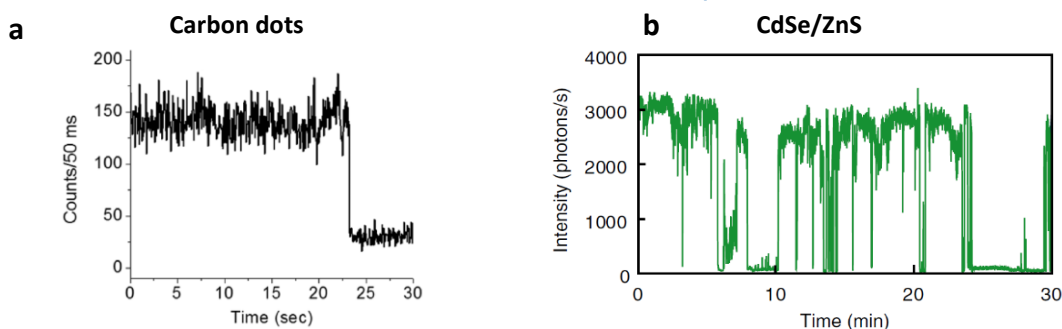 a
Carbon dots
200
150
100
50
0
Counts/50 ms
0 5 10 15 20 25 30
Time (sec)
b
CdSe/ZnS
4000
3000
2000
1000
0
Intensity (photons/s)
0 10 20 30
Time (min)